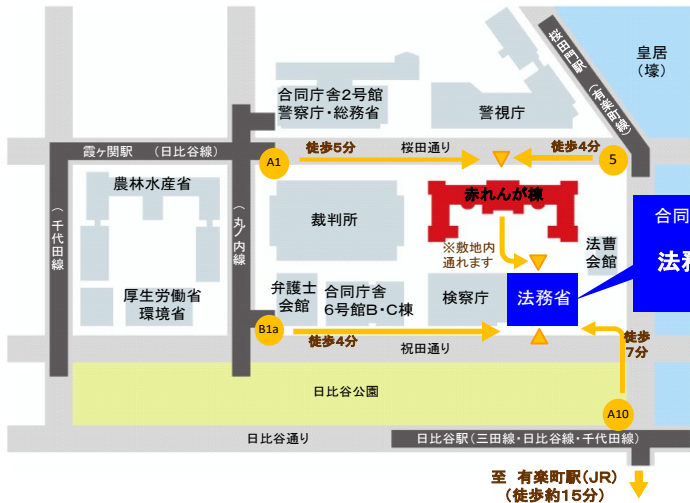 皇居
(壕)
桜田門駅 (有楽町線)
合同庁舎2号館
警察庁・総務省
警視庁
霞ヶ関駅 (日比谷線)
A1
徒歩5分
桜田通り
徒歩4分
5
農林水産省
(千代田線)
(丸ノ内線)
裁判所
赤れんが棟
合同
法務
※敷地内
通れます
法曹
会館
厚生労働省
環境省
弁護士
会館
合同庁舎
6号館B・C棟
検察庁
法務省
B1a
徒歩4分
祝田通り
徒歩
7分
日比谷公園
A10
日比谷通り
日比谷駅(三田線・日比谷線・千代田線)
至 有楽町駅(JR)
(徒歩約15分)